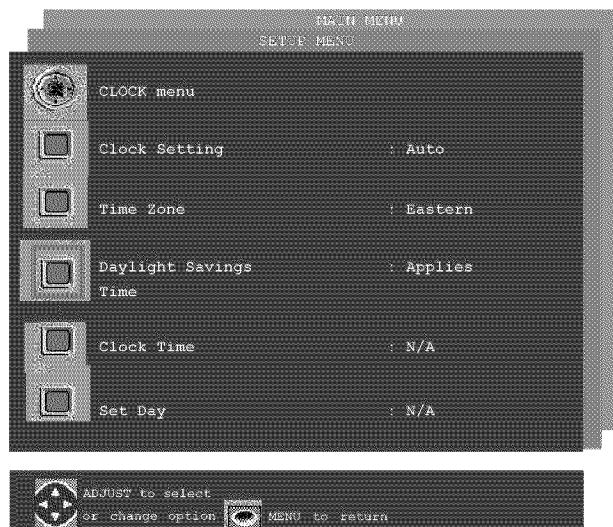 MAIN MENU
SETUP MENU
CLOCK menu
Clock Setting : Auto
Time Zone : Eastern
Daylight Savings : Applies
Time
Clock Time : N/A
Set Day : N/A
ADJUST to select
or change option MENU to return